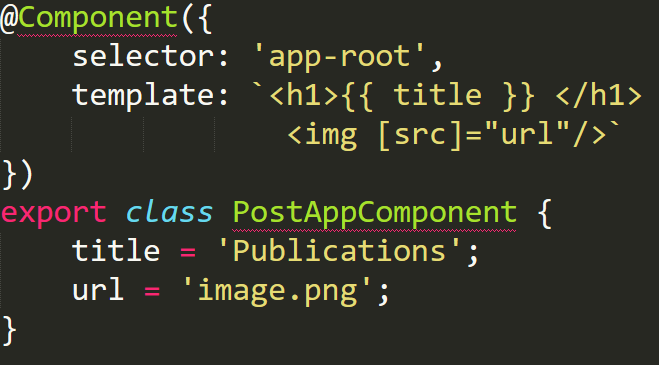 @Component({
    selector: 'app-root',
    template: `<h1>{{ title }} </h1>
                <img [src]="url"/>`
})
export class PostAppComponent {
    title = 'Publications';
    url = 'image.png';
}